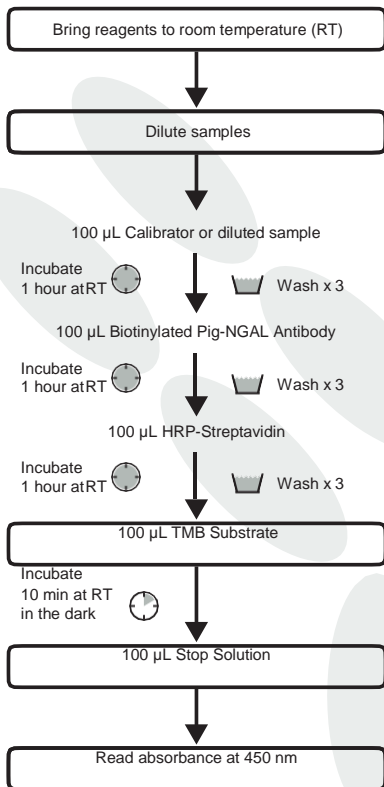 Bring reagents to room temperature (RT)
Dilute samples
100 µL Calibrator or diluted sample
Incubate
1 hour atRT
Wash x 3
100 µL Biotinylated Pig-NGAL Antibody
Incubate
1 hour atRT
Wash x 3
100 µL HRP-Streptavidin
Incubate
1 hour atRT
Wash x 3
100 µL TMB Substrate
Incubate
10 min at RT
in the dark
100 µL Stop Solution
Read absorbance at 450 nm